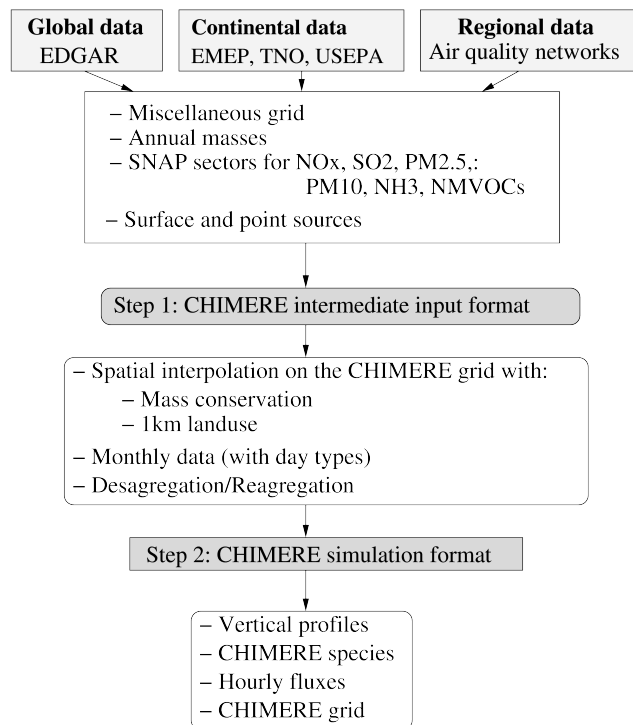 Global data
EDGAR
Continental data
EMEP, TNO, USEPA
Regional data
Air quality networks
– Miscellaneous grid
– Annual masses
– SNAP sectors for NOx, SO2, PM2.5,:
PM10, NH3, NMVOCs
– Surface and point sources
Step 1: CHIMERE intermediate input format
– Spatial interpolation on the CHIMERE grid with:
– Mass conservation
– 1km landuse
– Monthly data (with day types)
– Desagregation/Reagregation
Step 2: CHIMERE simulation format
– Vertical profiles
– CHIMERE species
– Hourly fluxes
– CHIMERE grid